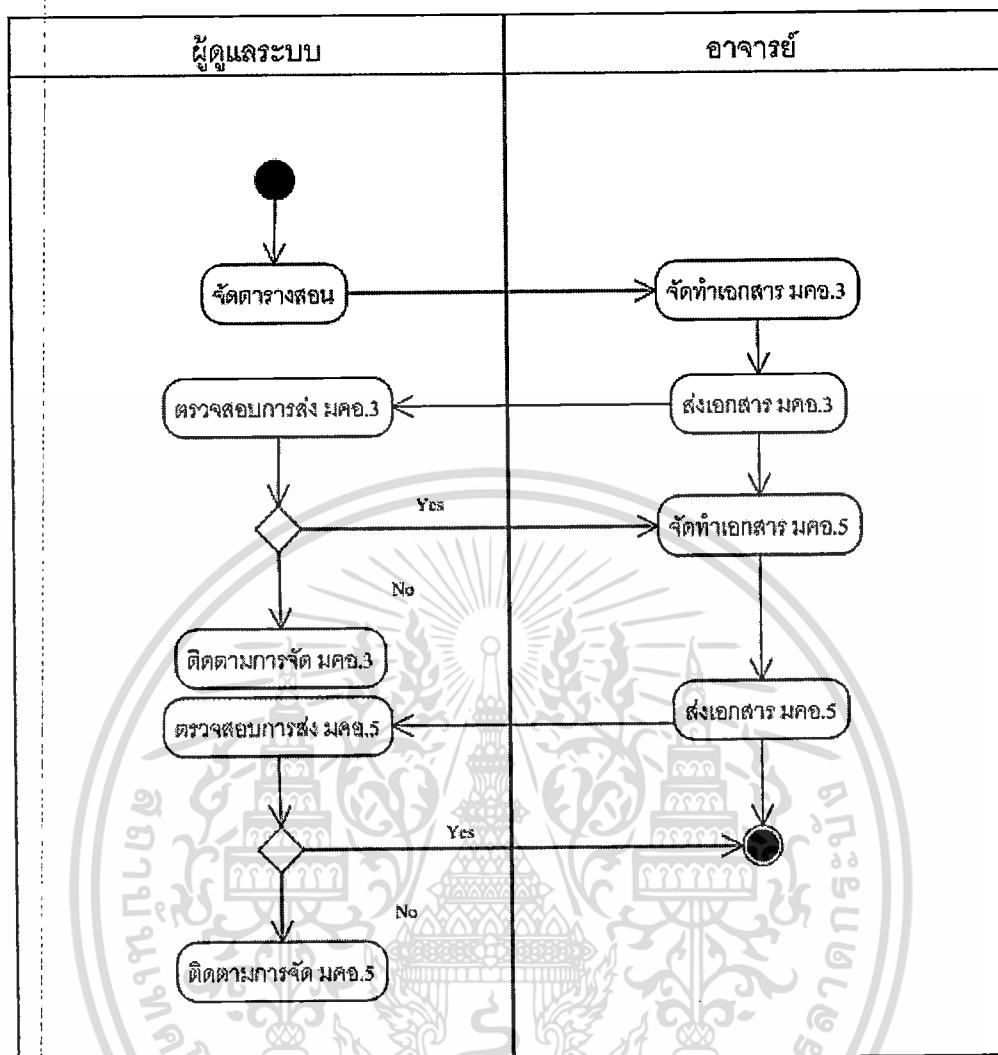 ผู้ดูแลระบบ
อาจารย์
จัดตารางสอน
จัดทำเอกสาร มคอ.3
ตรวจสอบการส่ง มคอ.3
ส่งเอกสาร มคอ.3
Yes
จัดทำเอกสาร มคอ.5
No
ติดตามการจัด มคอ.3
ตรวจสอบการส่ง มคอ.5
ส่งเอกสาร มคอ.5
Yes
No
ติดตามการจัด มคอ.5